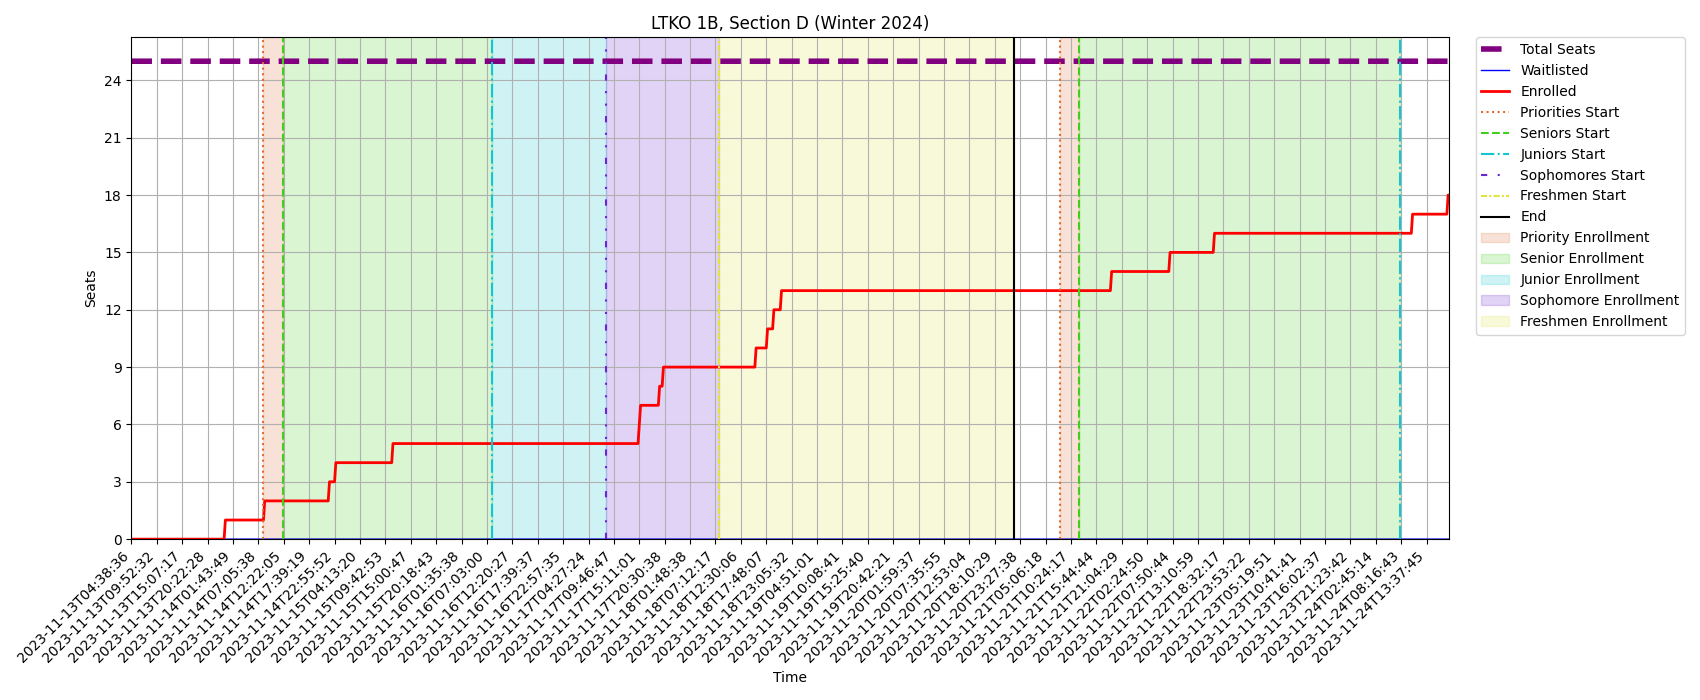 LTKO 1B, Section D (Winter 2024)
Seats
24
21
18
15
12
9
6
3
0
2023-11-13T04:38:36
2023-11-13T09:52:32
2023-11-13T15:07:17
2023-11-13T20:22:28
2023-11-14T01:43:49
2023-11-14T07:05:38
2023-11-14T12:22:05
2023-11-14T17:39:19
2023-11-14T22:55:52
2023-11-15T04:13:20
2023-11-15T09:42:53
2023-11-15T15:00:47
2023-11-15T20:18:43
2023-11-16T01:35:38
2023-11-16T07:03:00
2023-11-16T12:20:27
2023-11-16T17:39:37
2023-11-16T22:57:35
2023-11-17T04:27:24
2023-11-17T09:46:47
2023-11-17T15:11:01
2023-11-17T20:30:38
2023-11-18T01:48:38
2023-11-18T07:12:17
2023-11-18T12:30:06
2023-11-18T17:48:07
2023-11-18T23:05:32
2023-11-19T04:51:01
2023-11-19T10:08:41
2023-11-19T15:25:40
2023-11-19T20:42:21
2023-11-20T01:59:37
2023-11-20T07:35:55
2023-11-20T12:53:04
2023-11-20T18:10:29
2023-11-20T23:27:38
2023-11-21T05:06:18
2023-11-21T10:24:17
2023-11-21T15:44:44
2023-11-21T21:04:29
2023-11-22T02:24:50
2023-11-22T07:50:44
2023-11-22T13:10:59
2023-11-22T18:32:17
2023-11-22T23:53:22
2023-11-23T05:19:51
2023-11-23T10:41:41
2023-11-23T16:02:37
2023-11-23T21:23:42
2023-11-24T02:45:14
2023-11-24T08:16:43
2023-11-24T13:37:45
Time
Total Seats
Waitlisted
Enrolled
Priorities Start
Seniors Start
Juniors Start
Sophomores Start
Freshmen Start
End
Priority Enrollment
Senior Enrollment
Junior Enrollment
Sophomore Enrollment
Freshmen Enrollment